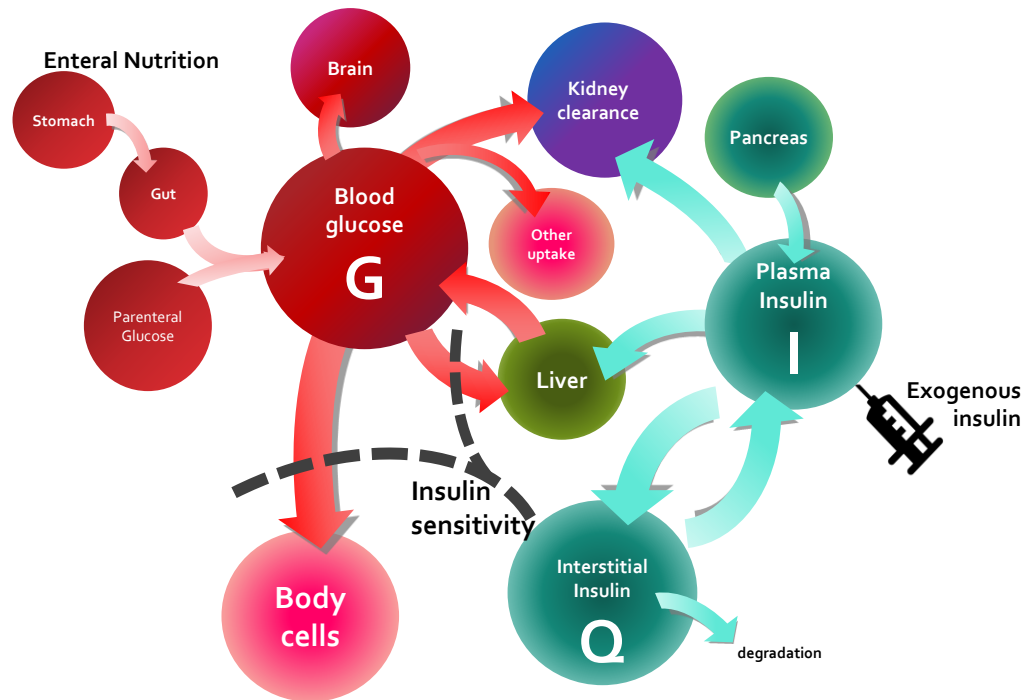 Enteral Nutrition
Stomach
Gut
Parenteral
Glucose
Brain
Blood
glucose
G
Kidney
clearance
Other
uptake
Pancreas
Plasma
Insulin
I
Liver
Exogenous
insulin
Insulin
sensitivity
Body
cells
Interstitial
Insulin
Q
degradation